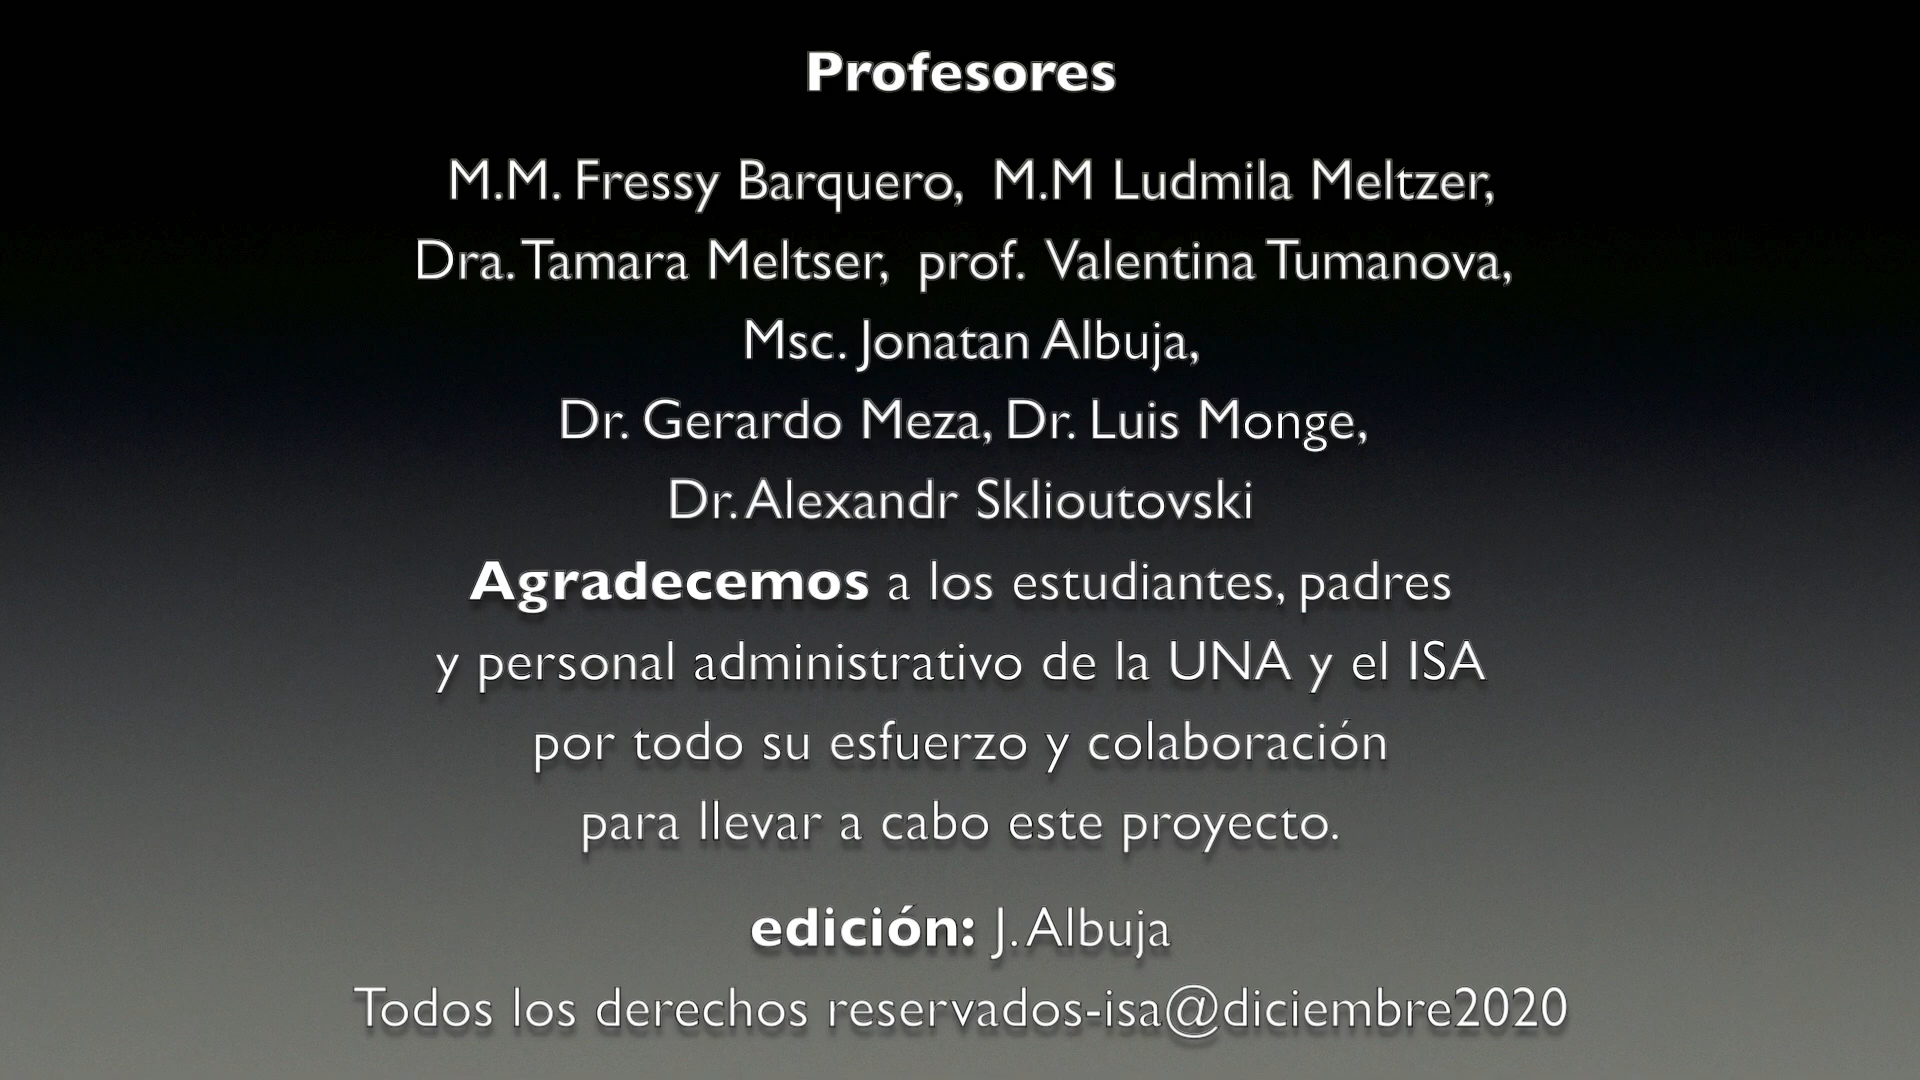 Profesores
M.M. Fressy Barquero, M.M Ludmila Meltzer,
Dra. Tamara Meltser, prof. Valentina Tumanova,
Msc. Jonatan Albuja,
Dr. Gerardo Meza, Dr. Luis Monge,
Dr. Alexandr Sklioutovski
Agradecemos a los estudiantes, padres
y personal administrativo de la UNA y el ISA
por todo su esfuerzo y colaboración
para llevar a cabo este proyecto.
edición: J. Albuja
Todos los derechos reservados-isa@diciembre2020